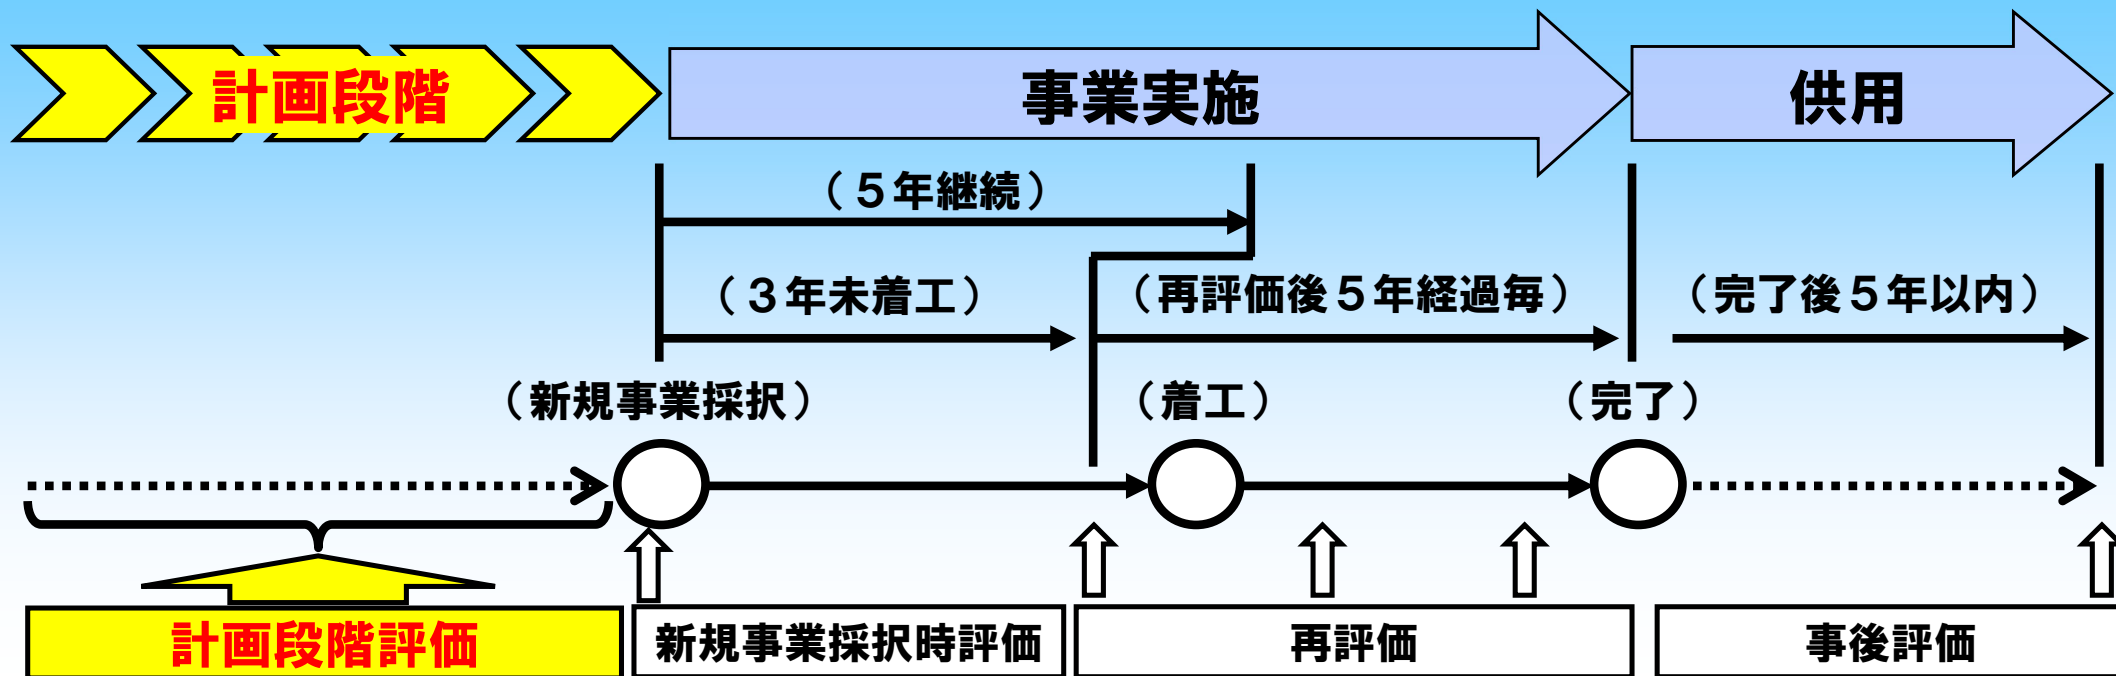 計画段階
事業実施
供用
（５年継続）
（３年未着工）
（再評価後５年経過毎）
（完了後５年以内）
（新規事業採択）
（着工）
（完了）
計画段階評価
新規事業採択時評価
再評価
事後評価